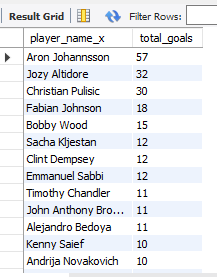 Result Grid Filter Rows:
player_name_x total_goals
Aron Johannsson 57
Jozy Altidore 32
Christian Pulisic 30
Fabian Johnson 18
Bobby Wood 15
Sacha Kljestan 12
Clint Dempsey 12
Emmanuel Sabbi 12
Timothy Chandler 11
John Anthony Bro... 11
Alejandro Bedoya 11
Kenny Saief 10
Andrija Novakovich 10